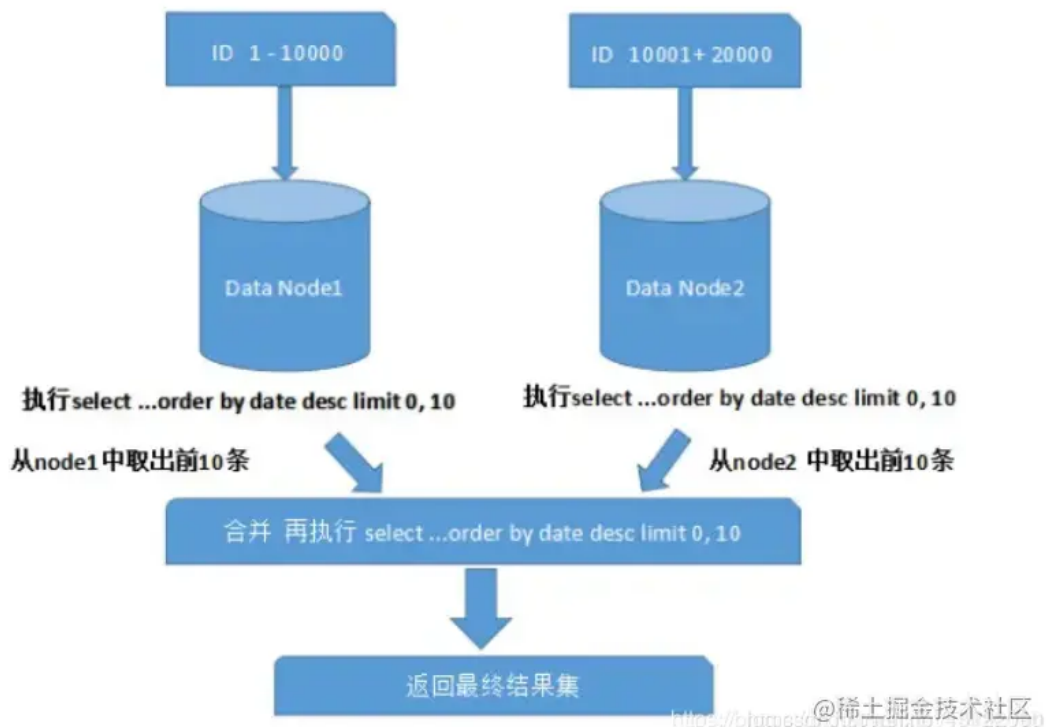 ID 1 - 10000
ID 10001+ 20000
Data Node1
Data Node2
执行select ...order by date desc limit 0, 10
执行select ...order by date desc limit 0, 10
从node1中取出前10条
从node2 中取出前10条
合并 再执行 select ...order by date desc limit 0, 10
返回最终结果集
@稀土掘金技术社区